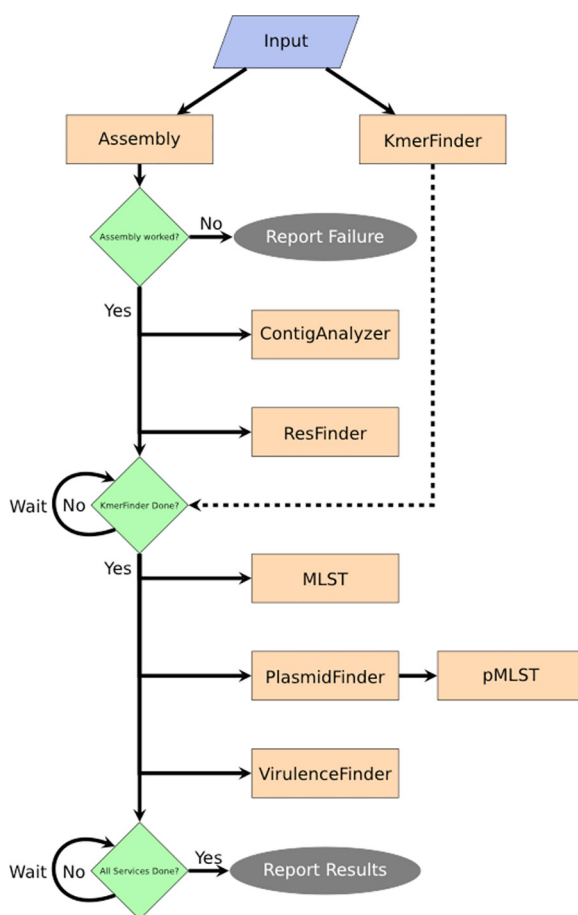 Input
Assembly
KmerFinder
Assembly worked?
No
Report Failure
Yes
ContigAnalyzer
ResFinder
Wait
No
KmerFinder Done?
Yes
MLST
PlasmidFinder
pMLST
VirulenceFinder
Wait
No
All Services Done?
Yes
Report Results